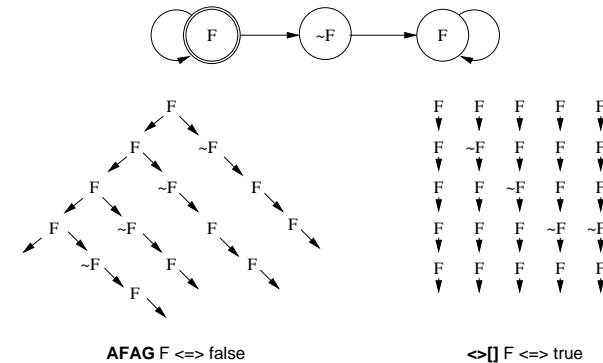 F ~F F
F
F ~F
F ~F F
F ~F F F
~F F
F
F F F F F
F ~F F F F
F F ~F F F
F F F ~F ~F
F F F F F
AFAG F <=> false
<>[] F <=> true